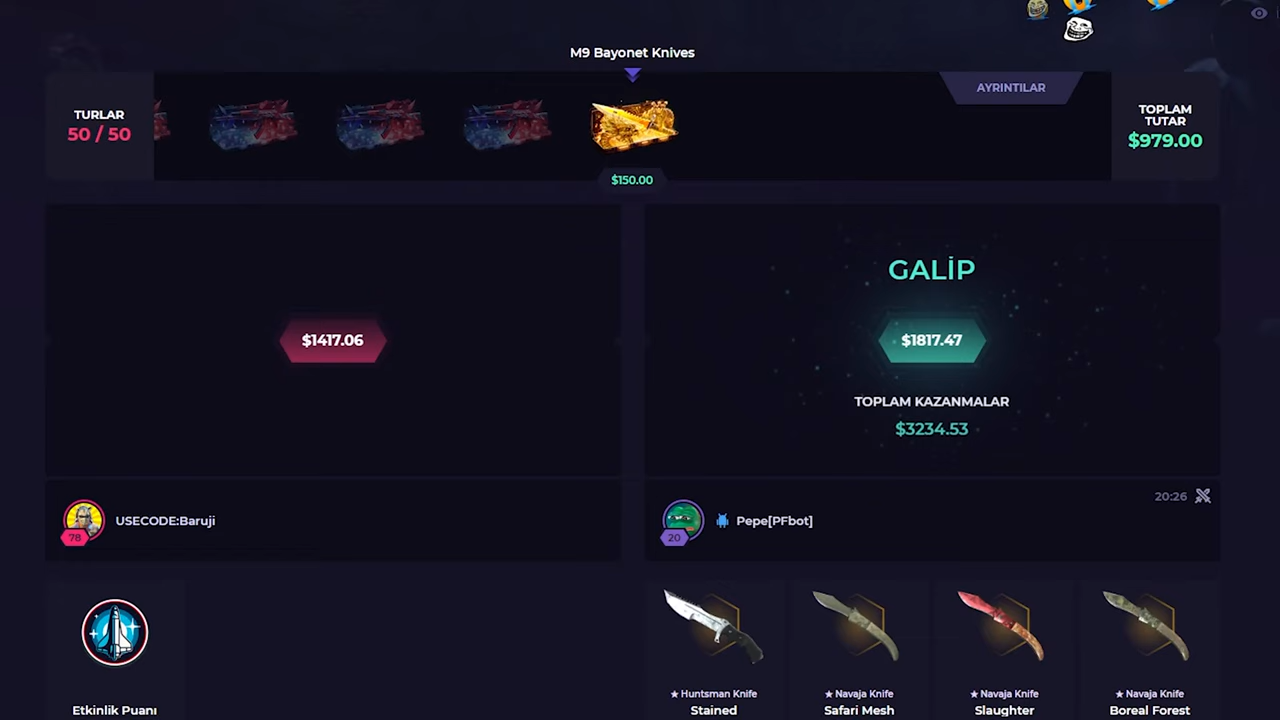 M9 Bayonet Knives
AYRINTILAR
TURLAR
50 / 50
TOPLAM
TUTAR
$979.00
$150.00
GALİP
$1417.06
$1817.47
TOPLAM KAZANMALAR
$3234.53
20:26
USECODE:Baruji
78
Pepe[PFbot]
20
★ Huntsman Knife
★ Navaja Knife
★ Navaja Knife
★ Navaja Knife
Etkinlik Puanı
Stained
Safari Mesh
Slaughter
Boreal Forest